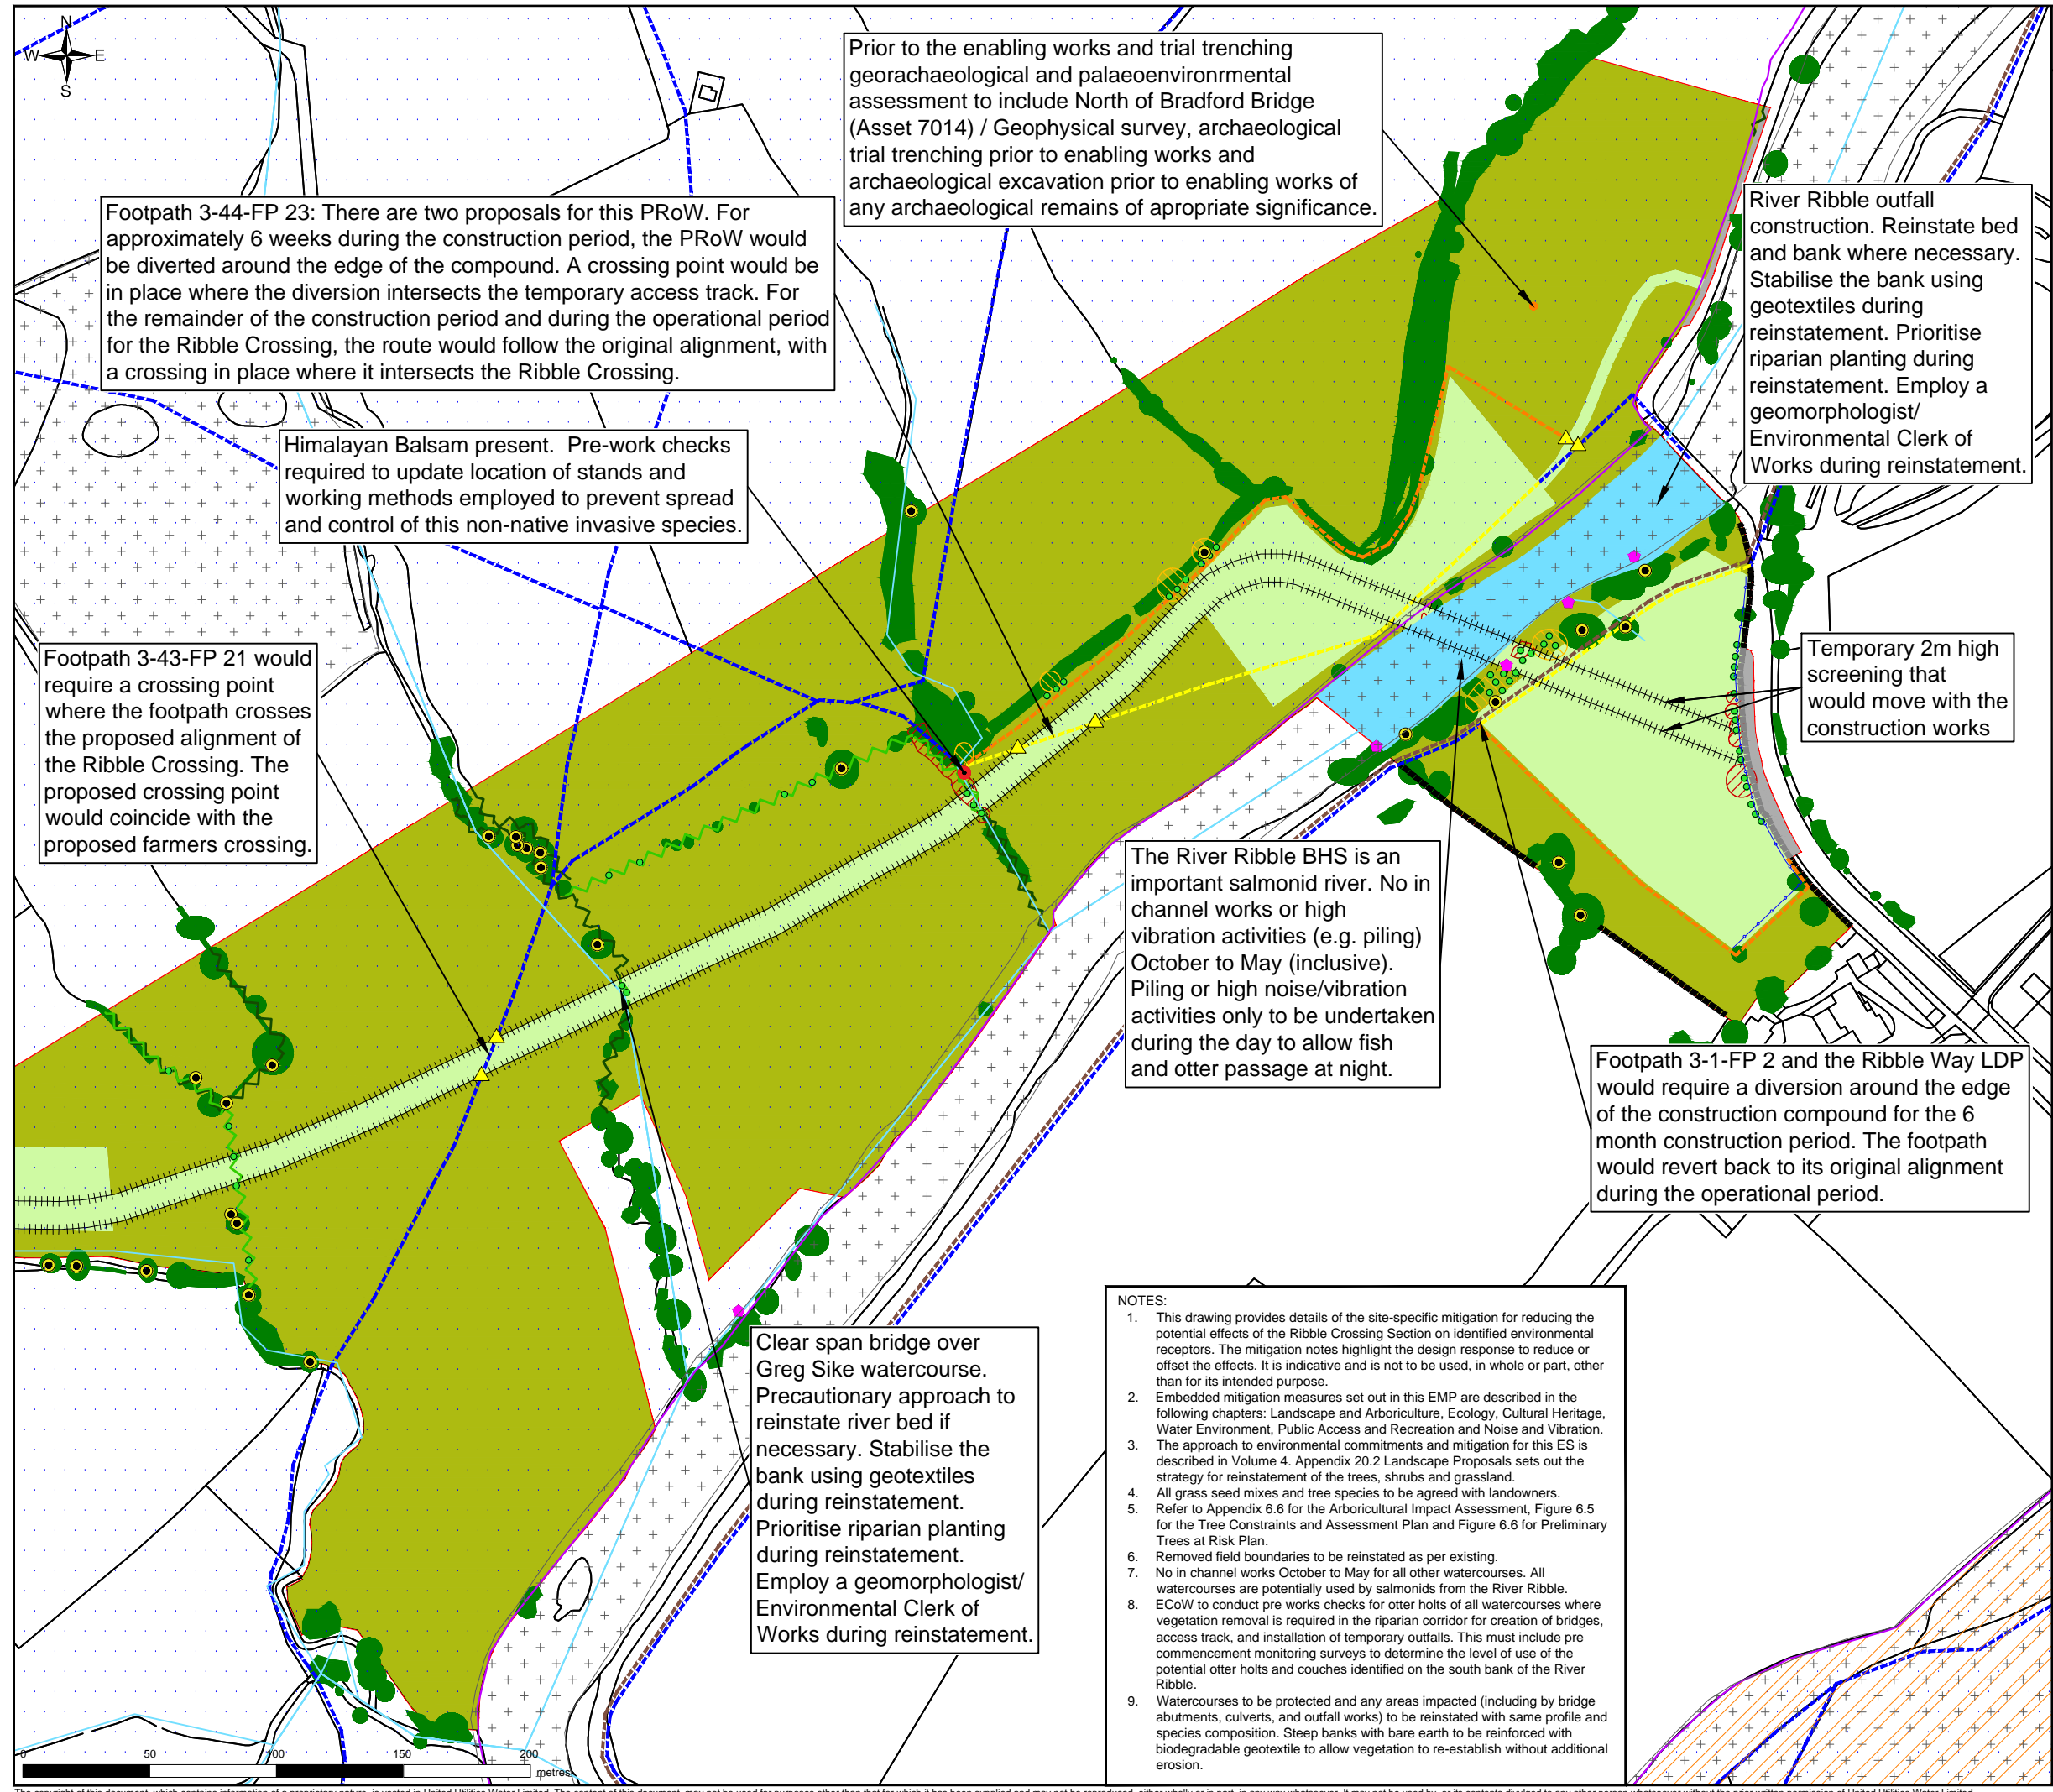 N
W E
S
Prior to the enabling works and trial trenching
georachaeological and palaeoenvironrmental
assessment to include North of Bradford Bridge
(Asset 7014) / Geophysical survey, archaeological
trial trenching prior to enabling works and
archaeological excavation prior to enabling works of
any archaeological remains of apropriate significance.
Footpath 3-44-FP 23: There are two proposals for this PRoW. For
approximately 6 weeks during the construction period, the PRoW would
be diverted around the edge of the compound. A crossing point would be
in place where the diversion intersects the temporary access track. For
the remainder of the construction period and during the operational period
for the Ribble Crossing, the route would follow the original alignment, with
a crossing in place where it intersects the Ribble Crossing.
River Ribble outfall
construction. Reinstate bed
and bank where necessary.
Stabilise the bank using
geotextiles during
reinstatement. Prioritise
riparian planting during
reinstatement. Employ a
geomorphologist/
Environmental Clerk of
Works during reinstatement.
Himalayan Balsam present.  Pre-work checks
required to update location of stands and
working methods employed to prevent spread
and control of this non-native invasive species.
Footpath 3-43-FP 21 would
require a crossing point
where the footpath crosses
the proposed alignment of
the Ribble Crossing. The
proposed crossing point
would coincide with the
proposed farmers crossing.
Temporary 2m high
screening that
would move with the
construction works
The River Ribble BHS is an
important salmonid river. No in
channel works or high
vibration activities (e.g. piling)
October to May (inclusive).
Piling or high noise/vibration
activities only to be undertaken
during the day to allow fish
and otter passage at night.
Footpath 3-1-FP 2 and the Ribble Way LDP
would require a diversion around the edge
of the construction compound for the 6
month construction period. The footpath
would revert back to its original alignment
during the operational period.
Clear span bridge over
Greg Sike watercourse.
Precautionary approach to
reinstate river bed if
necessary. Stabilise the
bank using geotextiles
during reinstatement.
Prioritise riparian planting
during reinstatement.
Employ a geomorphologist/
Environmental Clerk of
Works during reinstatement.
NOTES:
1. This drawing provides details of the site-specific mitigation for reducing the
potential effects of the Ribble Crossing Section on identified environmental
receptors. The mitigation notes highlight the design response to reduce or
offset the effects. It is indicative and is not to be used, in whole or part, other
than for its intended purpose.
2. Embedded mitigation measures set out in this EMP are described in the
following chapters: Landscape and Arboriculture, Ecology, Cultural Heritage,
Water Environment, Public Access and Recreation and Noise and Vibration.
3. The approach to environmental commitments and mitigation for this ES is
described in Volume 4. Appendix 20.2 Landscape Proposals sets out the
strategy for reinstatement of the trees, shrubs and grassland.
4. All grass seed mixes and tree species to be agreed with landowners.
5. Refer to Appendix 6.6 for the Arboricultural Impact Assessment, Figure 6.5
for the Tree Constraints and Assessment Plan and Figure 6.6 for Preliminary
Trees at Risk Plan.
6. Removed field boundaries to be reinstated as per existing.
7. No in channel works October to May for all other watercourses. All
watercourses are potentially used by salmonids from the River Ribble.
8. ECoW to conduct pre works checks for otter holts of all watercourses where
vegetation removal is required in the riparian corridor for creation of bridges,
access track, and installation of temporary outfalls. This must include pre
commencement monitoring surveys to determine the level of use of the
potential otter holts and couches identified on the south bank of the River
Ribble.
9. Watercourses to be protected and any areas impacted (including by bridge
abutments, culverts, and outfall works) to be reinstated with same profile and
species composition. Steep banks with bare earth to be reinforced with
biodegradable geotextile to allow vegetation to re-establish without additional
erosion.
0 50 100 150 200
metres